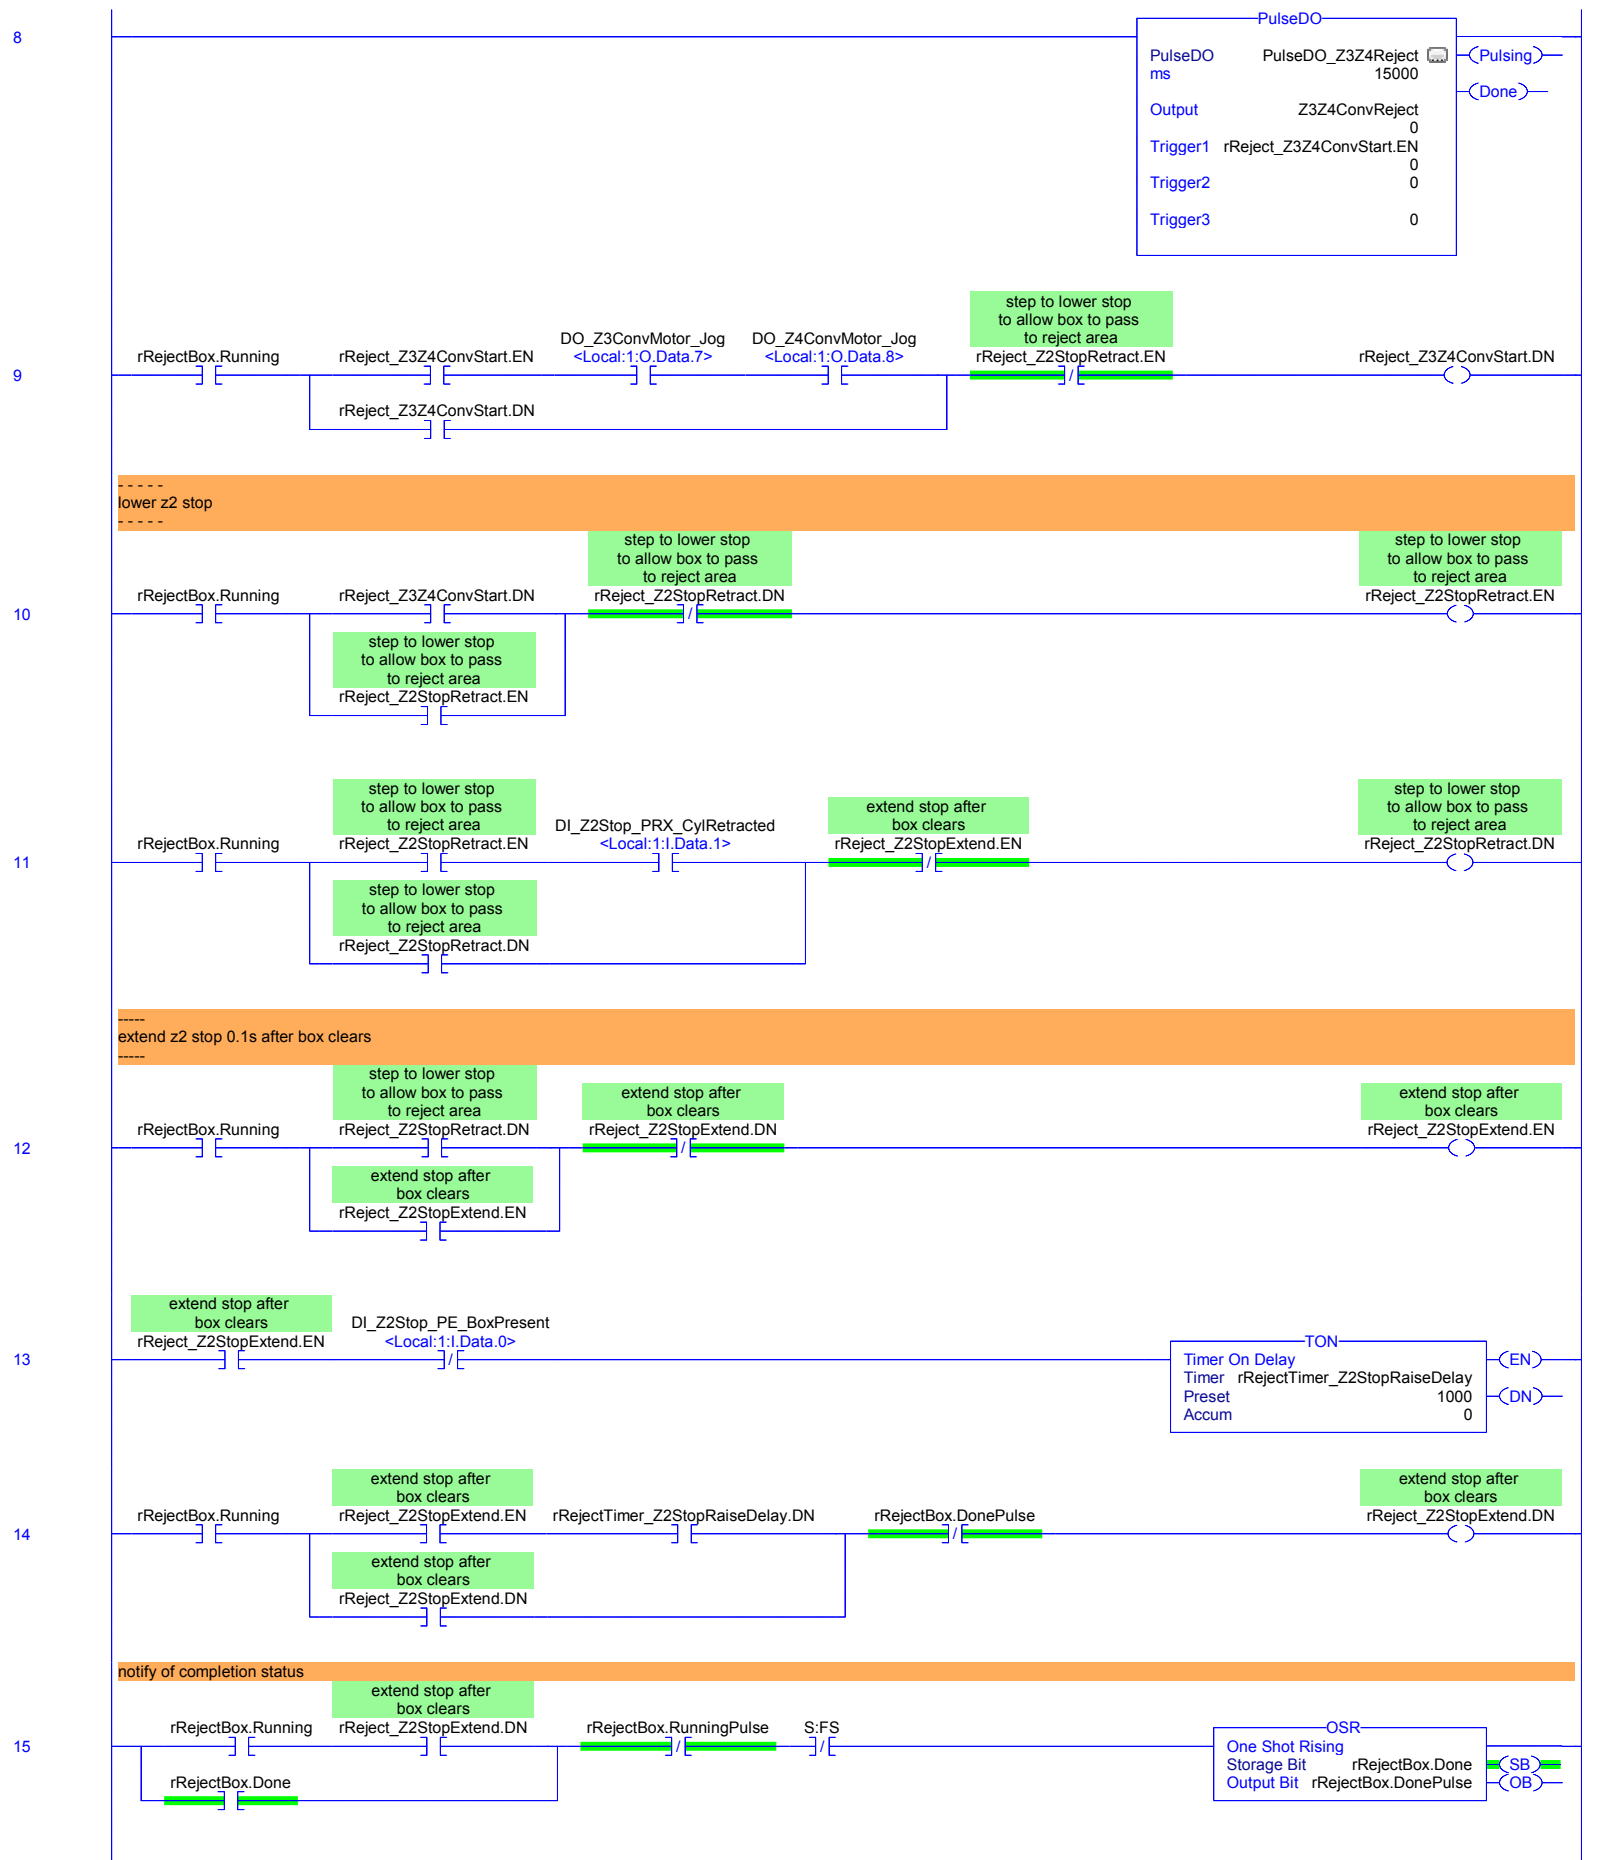 8
PulseDO
PulseDO PulseDO_Z3Z4Reject
ms 15000
Output Z3Z4ConvReject
0
Trigger1 rReject_Z3Z4ConvStart.EN
0
Trigger2 0
Trigger3 0
Pulsing
Done
9
rRejectBox.Running
rReject_Z3Z4ConvStart.EN
DO_Z3ConvMotor_Jog
<Local:1:O.Data.7>
DO_Z4ConvMotor_Jog
<Local:1:O.Data.8>
step to lower stop
to allow box to pass
to reject area
rReject_Z2StopRetract.EN
rReject_Z3Z4ConvStart.DN
rReject_Z3Z4ConvStart.DN
- - - - -
lower z2 stop
- - - - -
10
rRejectBox.Running
rReject_Z3Z4ConvStart.DN
step to lower stop
to allow box to pass
to reject area
rReject_Z2StopRetract.DN
step to lower stop
to allow box to pass
to reject area
rReject_Z2StopRetract.EN
step to lower stop
to allow box to pass
to reject area
rReject_Z2StopRetract.EN
11
rRejectBox.Running
step to lower stop
to allow box to pass
to reject area
rReject_Z2StopRetract.EN
DI_Z2Stop_PRX_CylRetracted
<Local:1:I.Data.1>
extend stop after
box clears
rReject_Z2StopExtend.EN
step to lower stop
to allow box to pass
to reject area
rReject_Z2StopRetract.DN
step to lower stop
to allow box to pass
to reject area
rReject_Z2StopRetract.DN
-----
extend z2 stop 0.1s after box clears
-----
12
rRejectBox.Running
step to lower stop
to allow box to pass
to reject area
rReject_Z2StopRetract.DN
extend stop after
box clears
rReject_Z2StopExtend.DN
extend stop after
box clears
rReject_Z2StopExtend.EN
extend stop after
box clears
rReject_Z2StopExtend.EN
13
extend stop after
box clears
rReject_Z2StopExtend.EN
DI_Z2Stop_PE_BoxPresent
<Local:1:I.Data.0>
TON
Timer On Delay
Timer rRejectTimer_Z2StopRaiseDelay
Preset 1000
Accum 0
EN
DN
14
rRejectBox.Running
extend stop after
box clears
rReject_Z2StopExtend.EN
rRejectTimer_Z2StopRaiseDelay.DN
rRejectBox.DonePulse
extend stop after
box clears
rReject_Z2StopExtend.DN
extend stop after
box clears
rReject_Z2StopExtend.DN
notify of completion status
15
rRejectBox.Running
extend stop after
box clears
rReject_Z2StopExtend.DN
rRejectBox.RunningPulse
S:FS
rRejectBox.Done
OSR
One Shot Rising
Storage Bit rRejectBox.Done
Output Bit rRejectBox.DonePulse
SB
OB